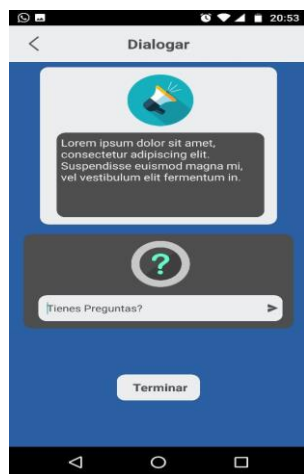 20:53
Dialogar
Lorem ipsum dolor sit amet,
consectetur adipiscing elit.
Suspendisse euismod magna mi,
vel vestibulum elit fermentum in.
?
Tienes Preguntas?
Terminar